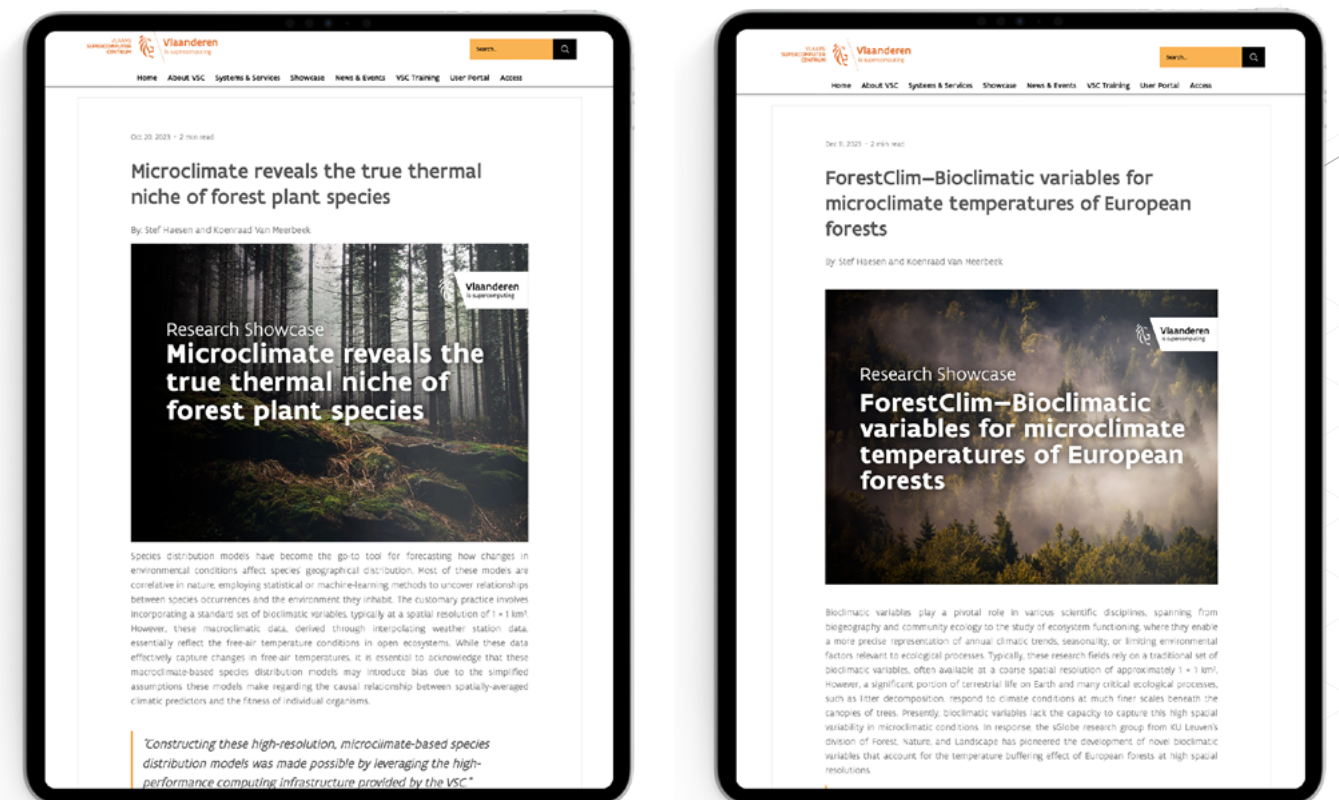 VLAAMS
SUPERCOMPUTER
CENTRUM
Vlaanderen
is supercomputing
Search...
Home About VSC Systems & Services Showcase News & Events VSC Training User Portal Access
Oct 20, 2023 · 2 min read
Microclimate reveals the true thermal
niche of forest plant species
By: Stef Haesen and Koenraad Van Meerbeek
Vlaanderen
is supercomputing
Research Showcase
Microclimate reveals the
true thermal niche of
forest plant species
Species distribution models have become the go-to tool for forecasting how changes in
environmental conditions affect species' geographical distribution. Most of these models are
correlative in nature, employing statistical or machine-learning methods to uncover relationships
between species occurrences and the environment they inhabit. The customary practice involves
incorporating a standard set of bioclimatic variables, typically at a spatial resolution of 1 × 1 km².
However, these macroclimatic data, derived through interpolating weather station data,
essentially reflect the free-air temperature conditions in open ecosystems. While these data
effectively capture changes in free-air temperatures, it is essential to acknowledge that these
macroclimate-based species distribution models may introduce bias due to the simplified
assumptions these models make regarding the causal relationship between spatially-averaged
climatic predictors and the fitness of individual organisms.
"Constructing these high-resolution, microclimate-based species
distribution models was made possible by leveraging the high-
performance computing infrastructure provided by the VSC."
VLAAMS
SUPERCOMPUTER
CENTRUM
Vlaanderen
is supercomputing
Search...
Home About VSC Systems & Services Showcase News & Events VSC Training User Portal Access
Dec 11, 2023 · 2 min read
ForestClim—Bioclimatic variables for
microclimate temperatures of European
forests
By: Stef Haesen and Koenraad Van Meerbeek
Vlaanderen
is supercomputing
Research Showcase
ForestClim—Bioclimatic
variables for microclimate
temperatures of European
forests
Bioclimatic variables play a pivotal role in various scientific disciplines, spanning from
biogeography and community ecology to the study of ecosystem functioning, where they enable
a more precise representation of annual climatic trends, seasonality, or limiting environmental
factors relevant to ecological processes. Typically, these research fields rely on a traditional set of
bioclimatic variables, often available at a coarse spatial resolution of approximately 1 × 1 km².
However, a significant portion of terrestrial life on Earth and many critical ecological processes,
such as litter decomposition, respond to climate conditions at much finer scales beneath the
canopies of trees. Presently, bioclimatic variables lack the capacity to capture this high spatial
variability in microclimatic conditions. In response, the sGlobe research group from KU Leuven's
division of Forest, Nature, and Landscape has pioneered the development of novel bioclimatic
variables that account for the temperature buffering effect of European forests at high spatial
resolutions.